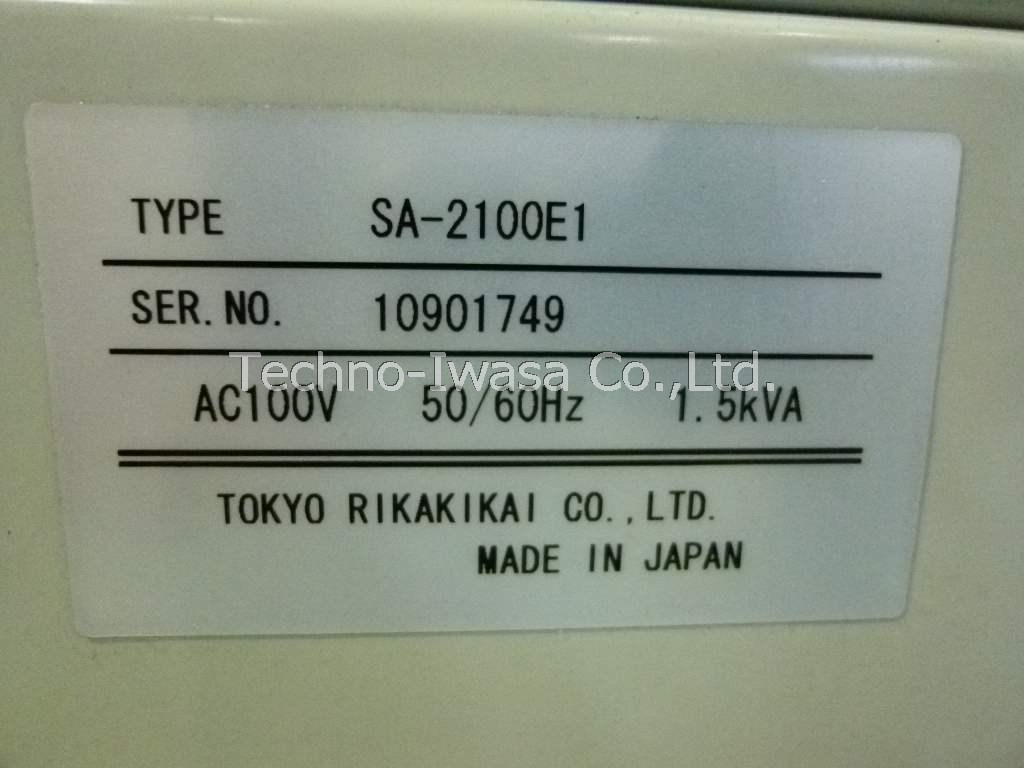 TYPE SA-2100E1
SER.NO. 10901749
Techno-Iwasa Co.,Ltd.
AC100V 50/60Hz 1.5kVA
TOKYO RIKAKIKAI CO.,LTD.
MADE IN JAPAN